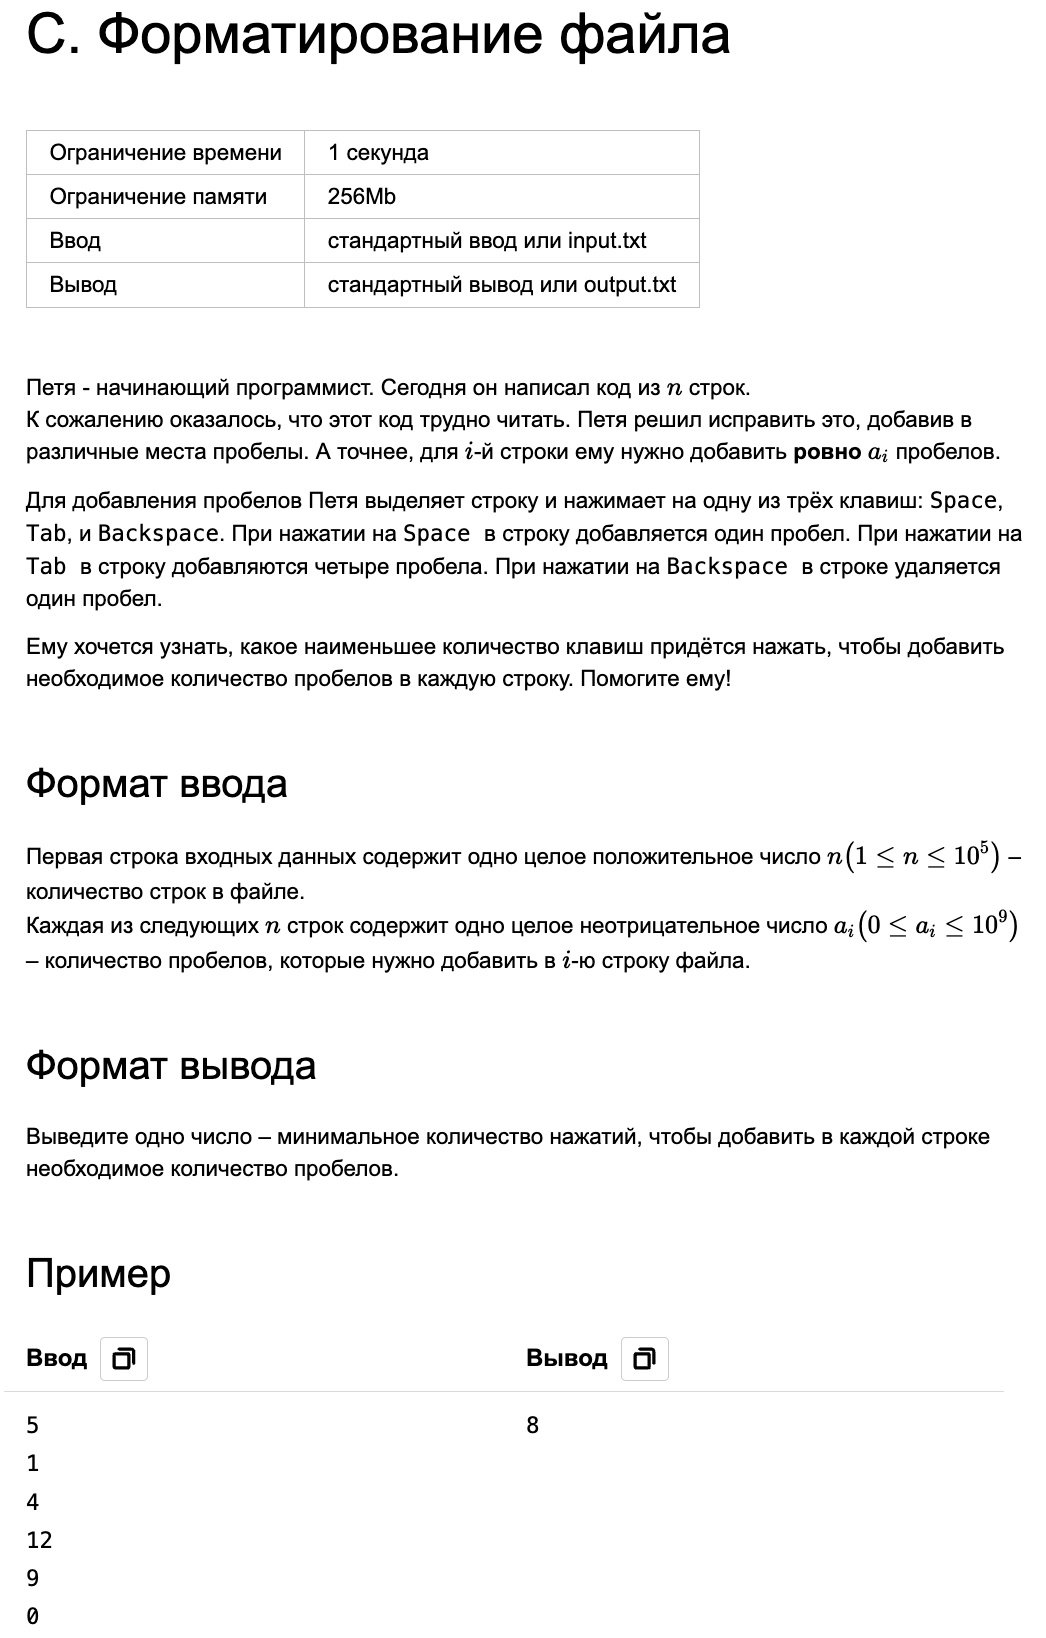 C. Форматирование файла
Ограничение времени 1 секунда
Ограничение памяти 256Mb
Ввод стандартный ввод или input.txt
Вывод стандартный вывод или output.txt
Петя - начинающий программист. Сегодня он написал код из n строк.
К сожалению оказалось, что этот код трудно читать. Петя решил исправить это, добавив в
различные места пробелы. А точнее, для i-й строки ему нужно добавить ровно a_i пробелов.
Для добавления пробелов Петя выделяет строку и нажимает на одну из трёх клавиш: Space,
Tab, и Backspace. При нажатии на Space в строку добавляется один пробел. При нажатии на
Tab в строку добавляются четыре пробела. При нажатии на Backspace в строке удаляется
один пробел.
Ему хочется узнать, какое наименьшее количество клавиш придётся нажать, чтобы добавить
необходимое количество пробелов в каждую строку. Помогите ему!
Формат ввода
Первая строка входных данных содержит одно целое положительное число n(1 ≤ n ≤ 10^5) –
количество строк в файле.
Каждая из следующих n строк содержит одно целое неотрицательное число a_i(0 ≤ a_i ≤ 10^9)
– количество пробелов, которые нужно добавить в i-ю строку файла.
Формат вывода
Выведите одно число – минимальное количество нажатий, чтобы добавить в каждой строке
необходимое количество пробелов.
Пример
Ввод Вывод
5 8
1
4
12
9
0